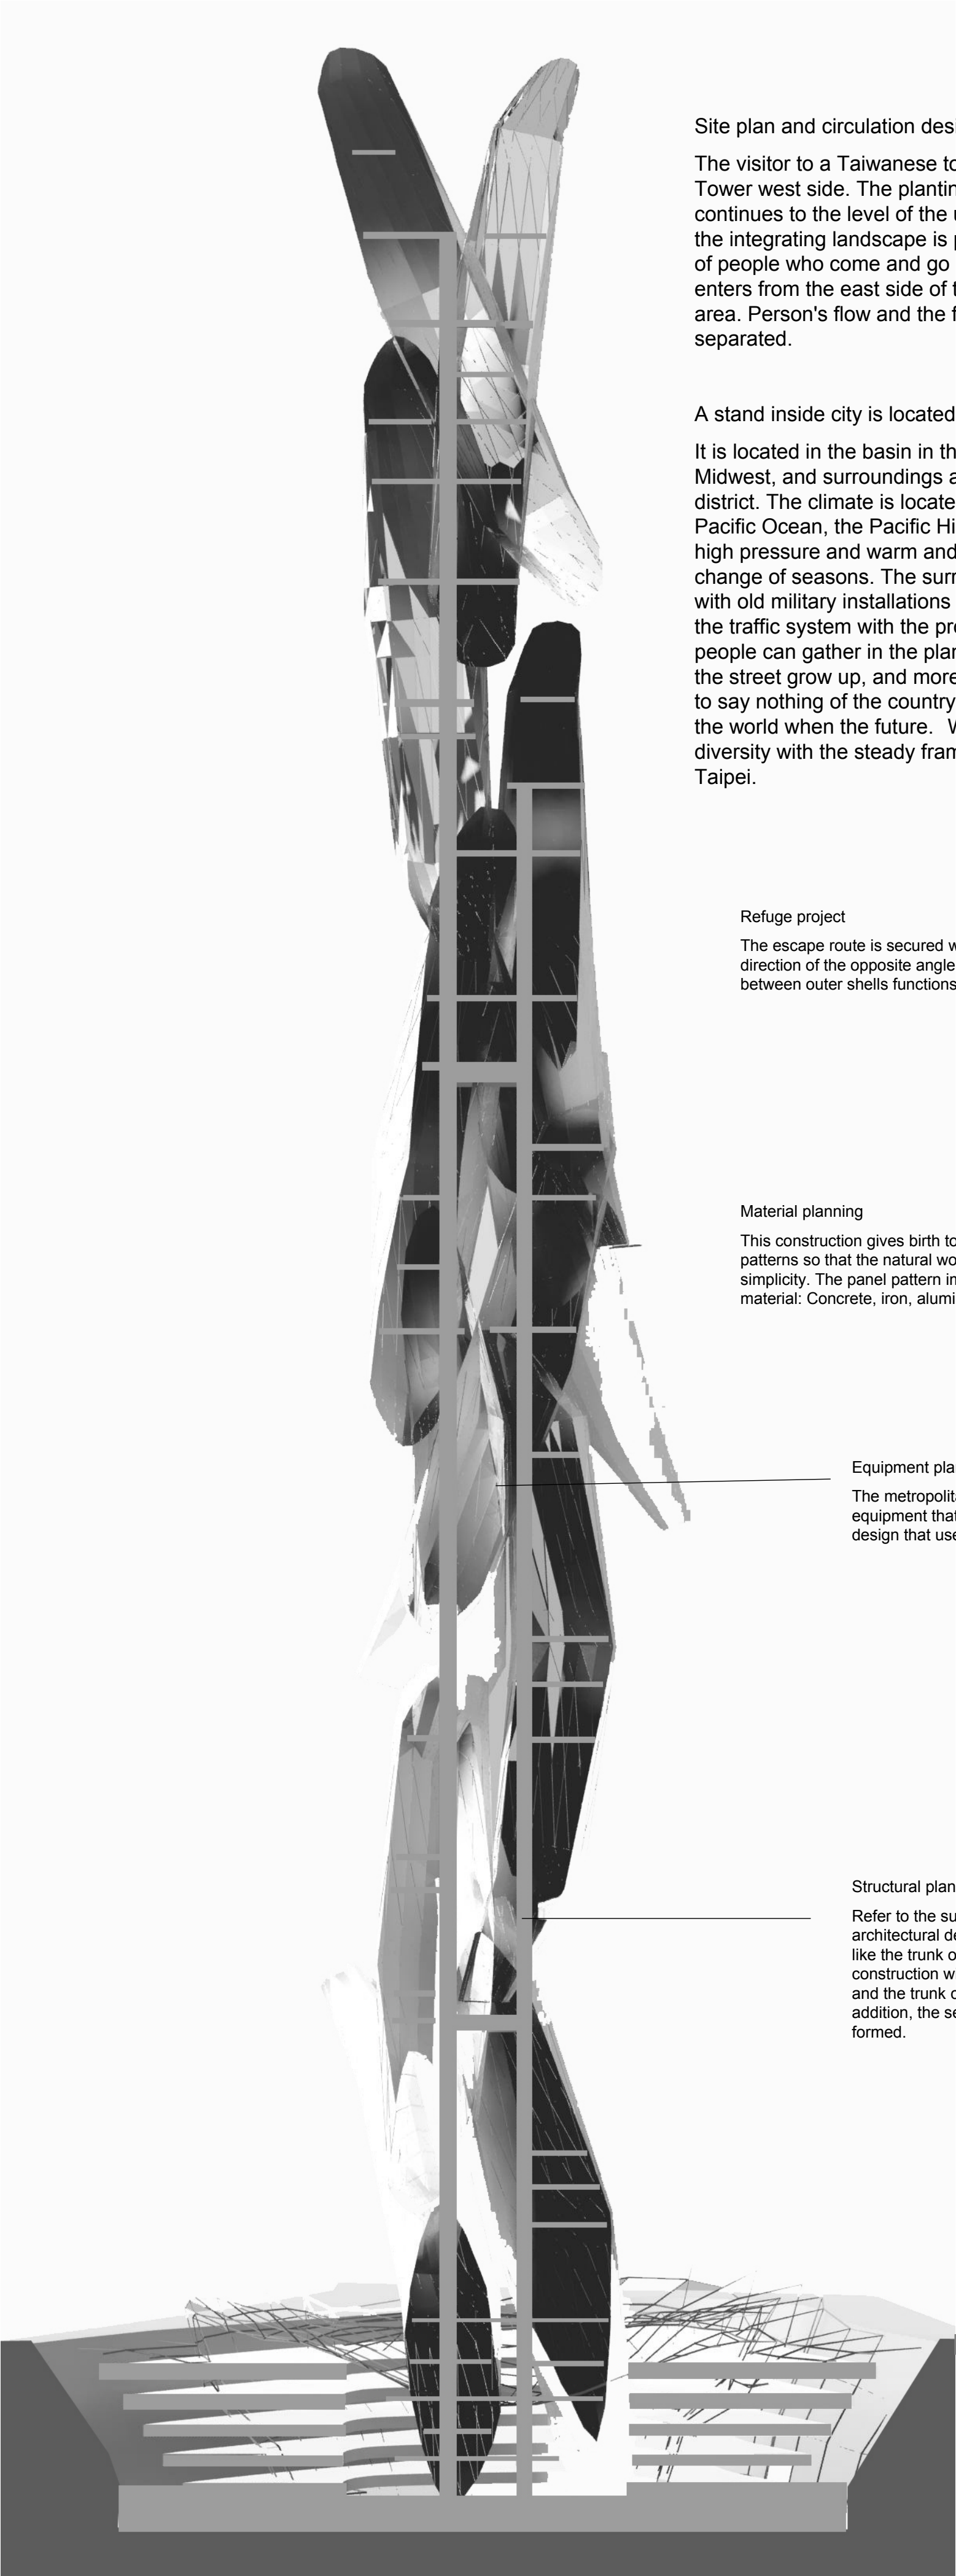 Site plan and circulation des
The visitor to a Taiwanese to
Tower west side. The plantin
continues to the level of the
the integrating landscape is
of people who come and go
enters from the east side of
area. Person's flow and the
separated.
A stand inside city is located
It is located in the basin in th
Midwest, and surroundings a
district. The climate is locate
Pacific Ocean, the Pacific Hi
high pressure and warm and
change of seasons. The surr
with old military installations
the traffic system with the pre
people can gather in the plan
the street grow up, and more
to say nothing of the country
the world when the future. W
diversity with the steady fram
Taipei.
Refuge project
The escape route is secured w
direction of the opposite angle
between outer shells functions
Material planning
This construction gives birth to
patterns so that the natural wo
simplicity. The panel pattern in
material: Concrete, iron, alumi
Equipment pla
The metropolita
equipment that
design that use
Structural plan
Refer to the su
architectural de
like the trunk o
construction w
and the trunk o
addition, the se
formed.